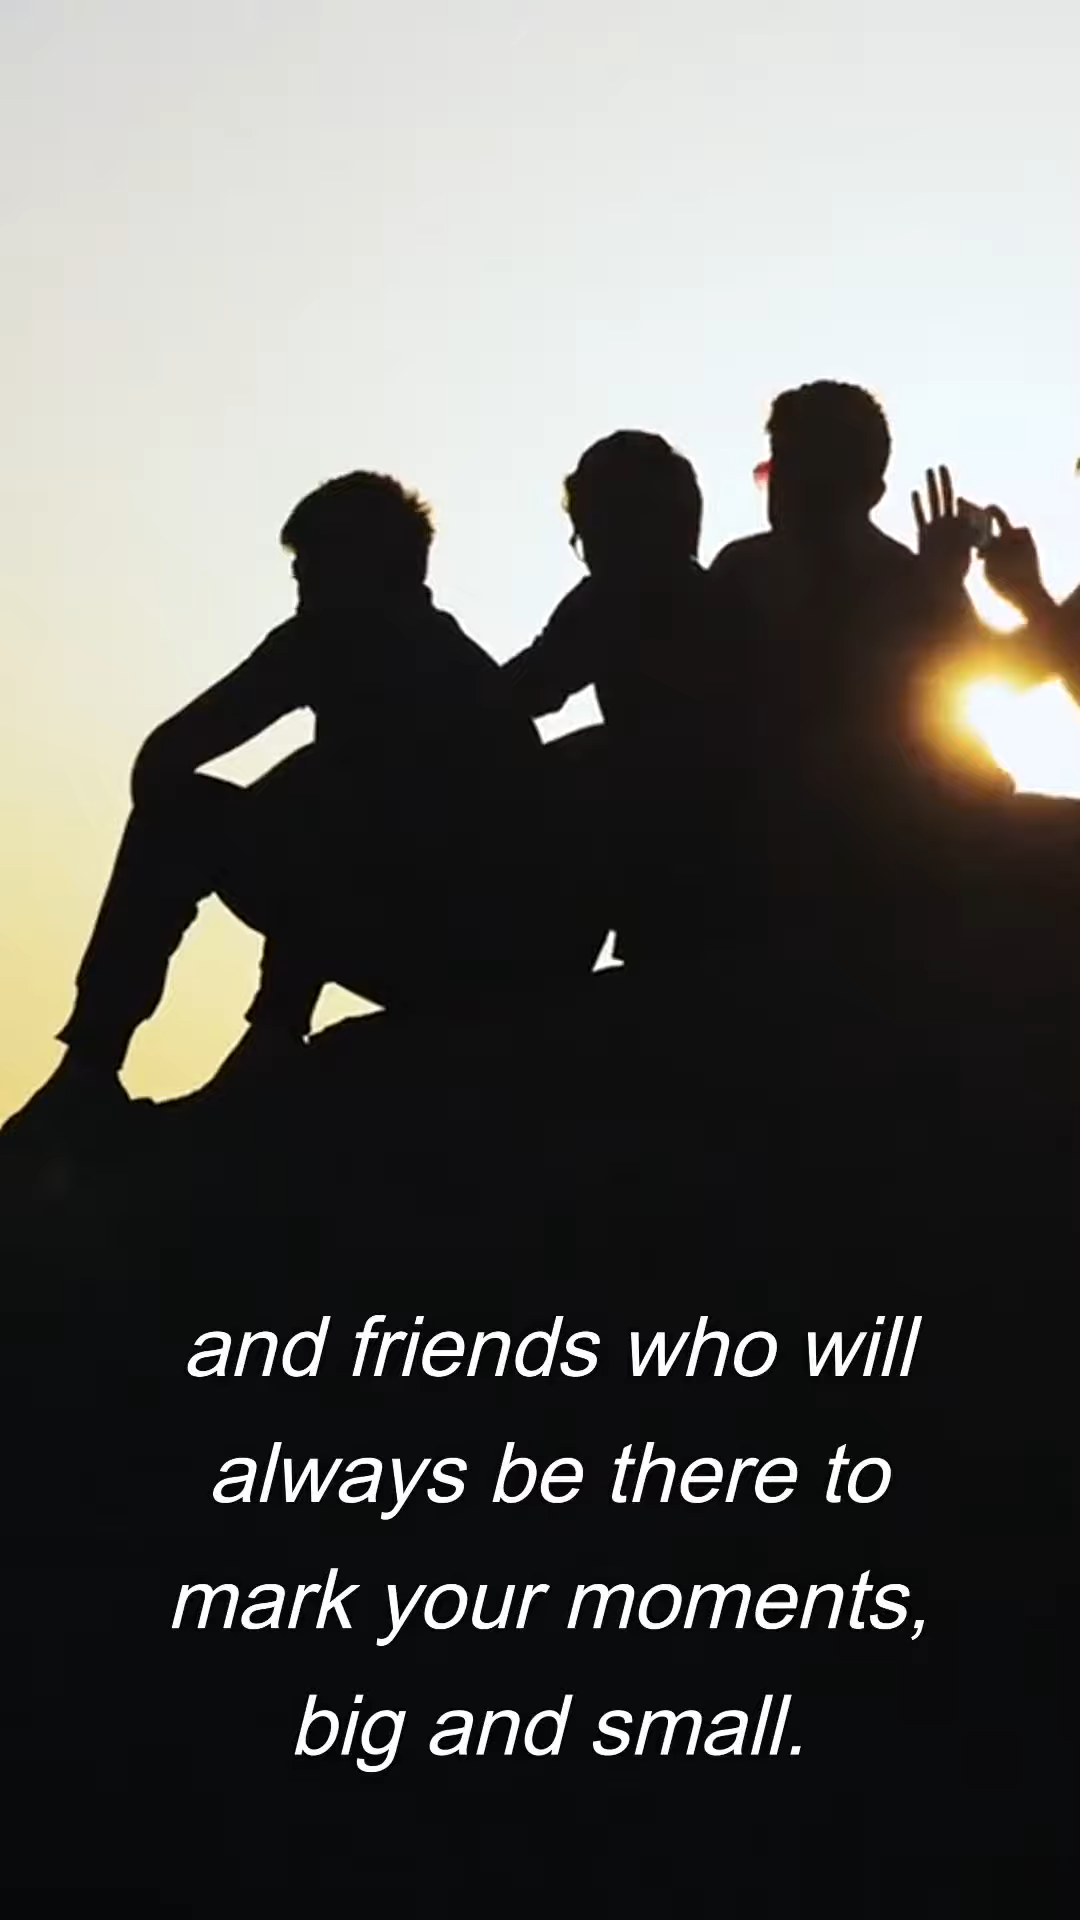 and friends who will
always be there to
mark your moments,
big and small.